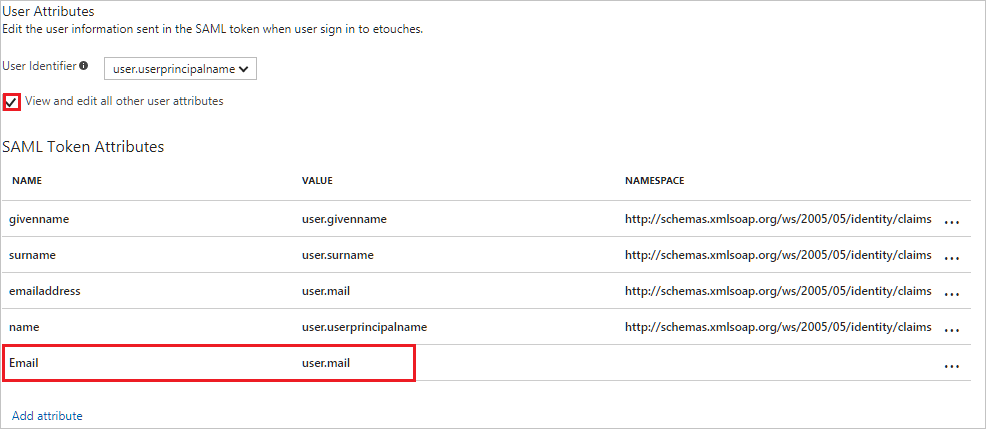 User Attributes
Edit the user information sent in the SAML token when user sign in to etouches.
User Identifier
user.userprincipalname
View and edit all other user attributes
SAML Token Attributes
NAME VALUE NAMESPACE
givenname user.givenname http://schemas.xmlsoap.org/ws/2005/05/identity/claims ...
surname user.surname http://schemas.xmlsoap.org/ws/2005/05/identity/claims ...
emailaddress user.mail http://schemas.xmlsoap.org/ws/2005/05/identity/claims ...
name user.userprincipalname http://schemas.xmlsoap.org/ws/2005/05/identity/claims ...
Email user.mail ...
Add attribute